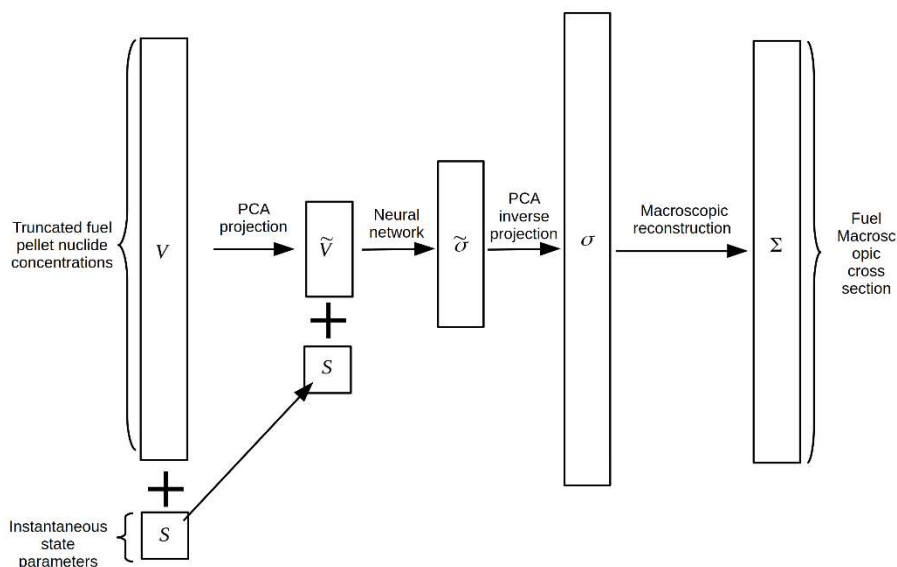 Truncated fuel
pellet nuclide
concentrations
V
PCA
projection
Ṽ
+
S
Neural
network
σ̃
PCA
inverse
projection
σ
Macroscopic
reconstruction
Σ
Fuel
Macrosc
opic
cross
section
+
Instantaneous
state
parameters
S